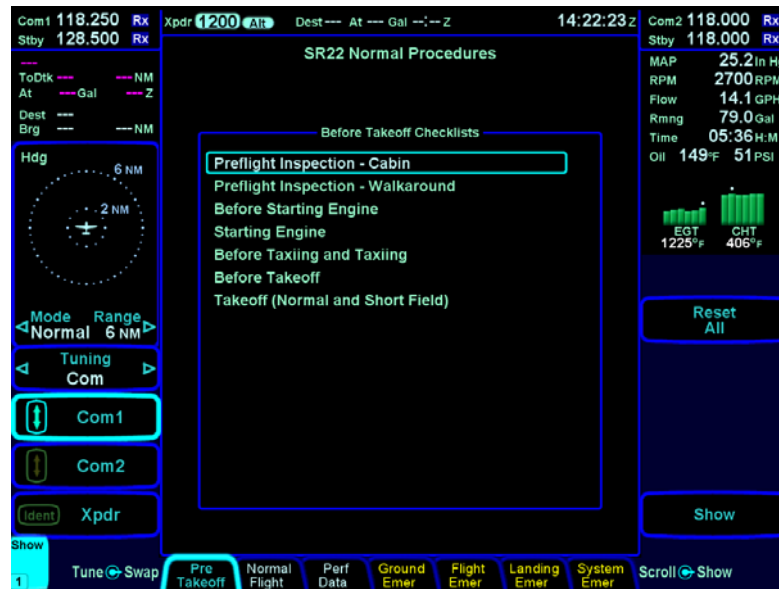 Com1 118.250 Rx
Stby 128.500 Rx
Xpdr 1200 Alt Dest--- At --- Gal --:-- Z 14:22:23 Z
Com2 118.000 Rx
Stby 118.000 Rx
---
ToDtk --- --- NM
At --- Gal --- Z
Dest ---
Brg --- --- NM
Hdg
6 NM
2 NM
Mode Range
Normal 6 NM
Tuning
Com
Com1
Com2
Ident Xpdr
Show
1
Tune Swap
SR22 Normal Procedures
Before Takeoff Checklists
Preflight Inspection - Cabin
Preflight Inspection - Walkaround
Before Starting Engine
Starting Engine
Before Taxiing and Taxiing
Before Takeoff
Takeoff (Normal and Short Field)
Pre Takeoff
Normal Flight
Perf Data
Ground Emer
Flight Emer
Landing Emer
System Emer
MAP 25.2 In H
RPM 2700 RPM
Flow 14.1 GPH
Rmng 79.0 Gal
Time 05:36 H:M
Oil 149°F 51 PSI
EGT CHT
1225°F 406°F
Reset
All
Show
Scroll Show